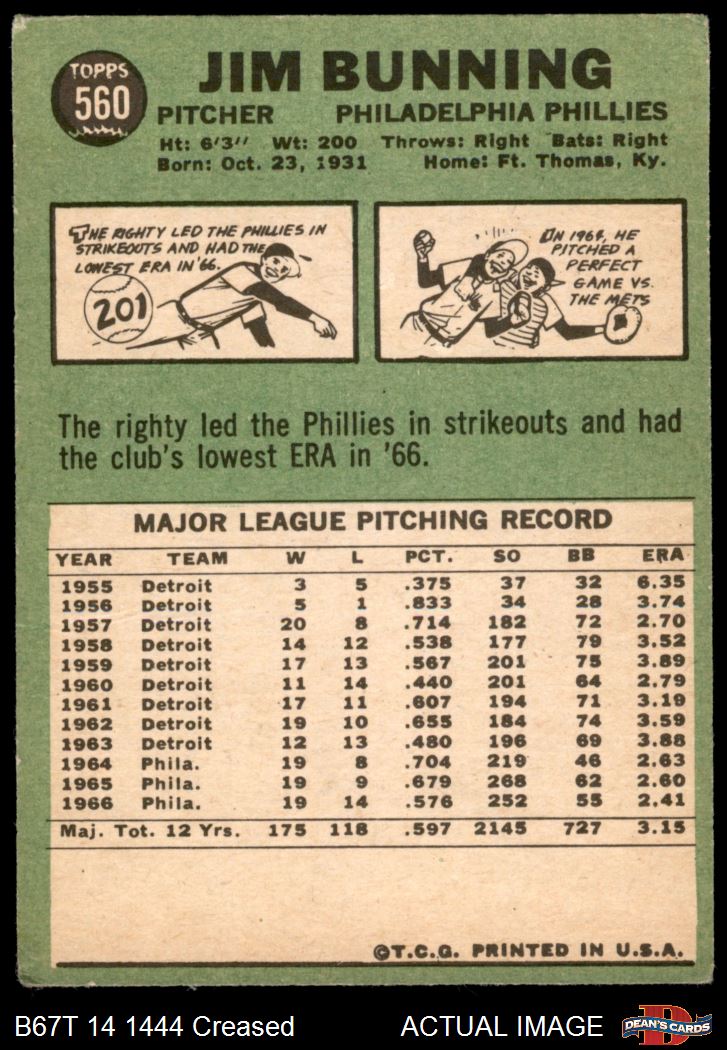 TOPPS
560
JIM BUNNING
PITCHER PHILADELPHIA PHILLIES
Ht: 6'3" Wt: 200 Throws: Right Bats: Right
Born: Oct. 23, 1931 Home: Ft. Thomas, Ky.
THE RIGHTY LED THE PHILLIES IN
STRIKEOUTS AND HAD THE
LOWEST ERA IN '66.
201
IN 1964, HE
PITCHED A
PERFECT
GAME VS.
THE METS
The righty led the Phillies in strikeouts and had
the club's lowest ERA in '66.
MAJOR LEAGUE PITCHING RECORD
YEAR TEAM W L PCT. SO BB ERA
1955 Detroit 3 5 .375 37 32 6.35
1956 Detroit 5 1 .833 34 28 3.74
1957 Detroit 20 8 .714 182 72 2.70
1958 Detroit 14 12 .538 177 79 3.52
1959 Detroit 17 13 .567 201 75 3.89
1960 Detroit 11 14 .440 201 64 2.79
1961 Detroit 17 11 .607 194 71 3.19
1962 Detroit 19 10 .655 184 74 3.59
1963 Detroit 12 13 .480 196 69 3.88
1964 Phila. 19 8 .704 219 46 2.63
1965 Phila. 19 9 .679 268 62 2.60
1966 Phila. 19 14 .576 252 55 2.41
Maj. Tot. 12 Yrs. 175 118 .597 2145 727 3.15
©T.C.G. PRINTED IN U.S.A.
B67T 14 1444 Creased ACTUAL IMAGE
D
DEAN'S CARDS